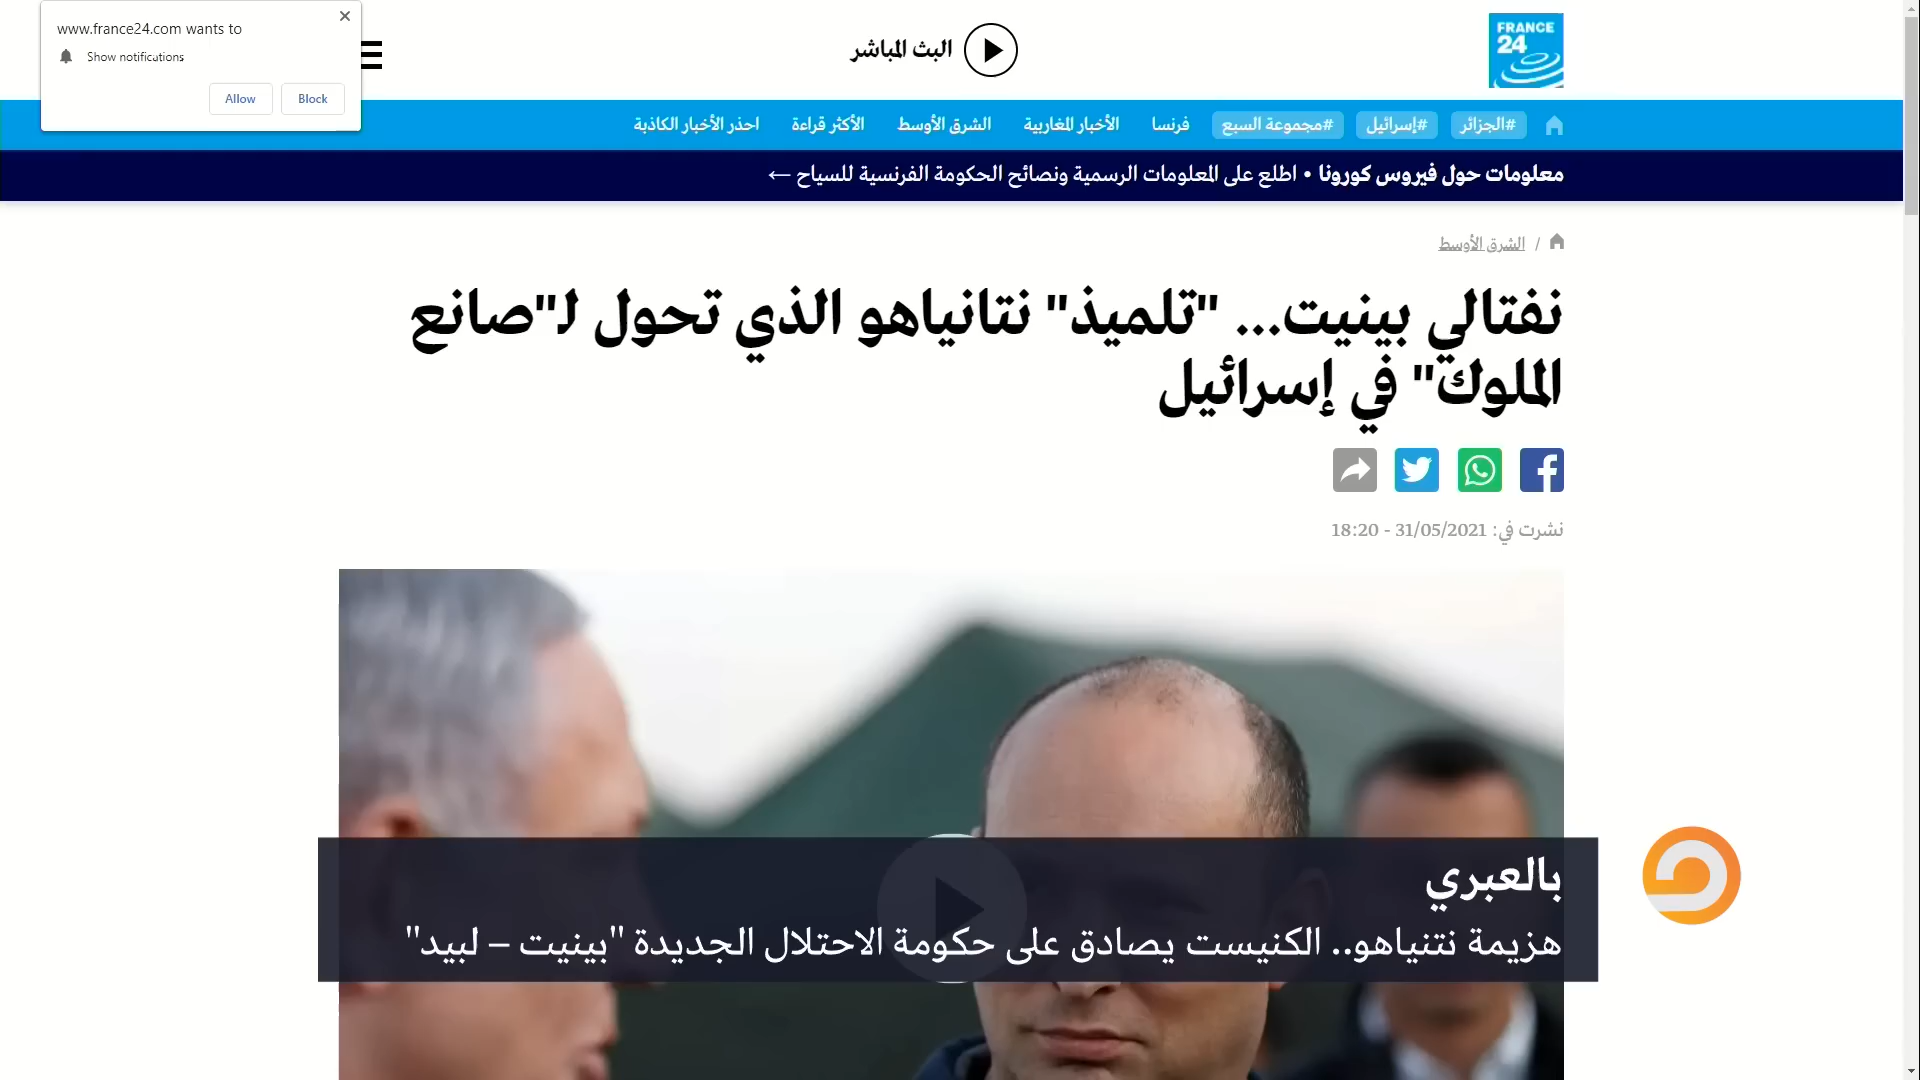 www.france24.com wants to
Show notifications
Allow
Block
البث المباشر
FRANCE
24
#الجزائر
#إسرائيل
#مجموعة السبع
فرنسا
الأخبار المغاربية
الشرق الأوسط
الأكثر قراءة
احذر الأخبار الكاذبة
معلومات حول فيروس كورونا • اطلع على المعلومات الرسمية ونصائح الحكومة الفرنسية للسياح ←
/ الشرق الأوسط
نفتالي بينيت... "تلميذ" نتانياهو الذي تحول لـ"صانع
الملوك" في إسرائيل
نشرت في: 31/05/2021 - 18:20
بالعبري
هزيمة نتنياهو.. الكنيست يصادق على حكومة الاحتلال الجديدة "بينيت – لبيد"